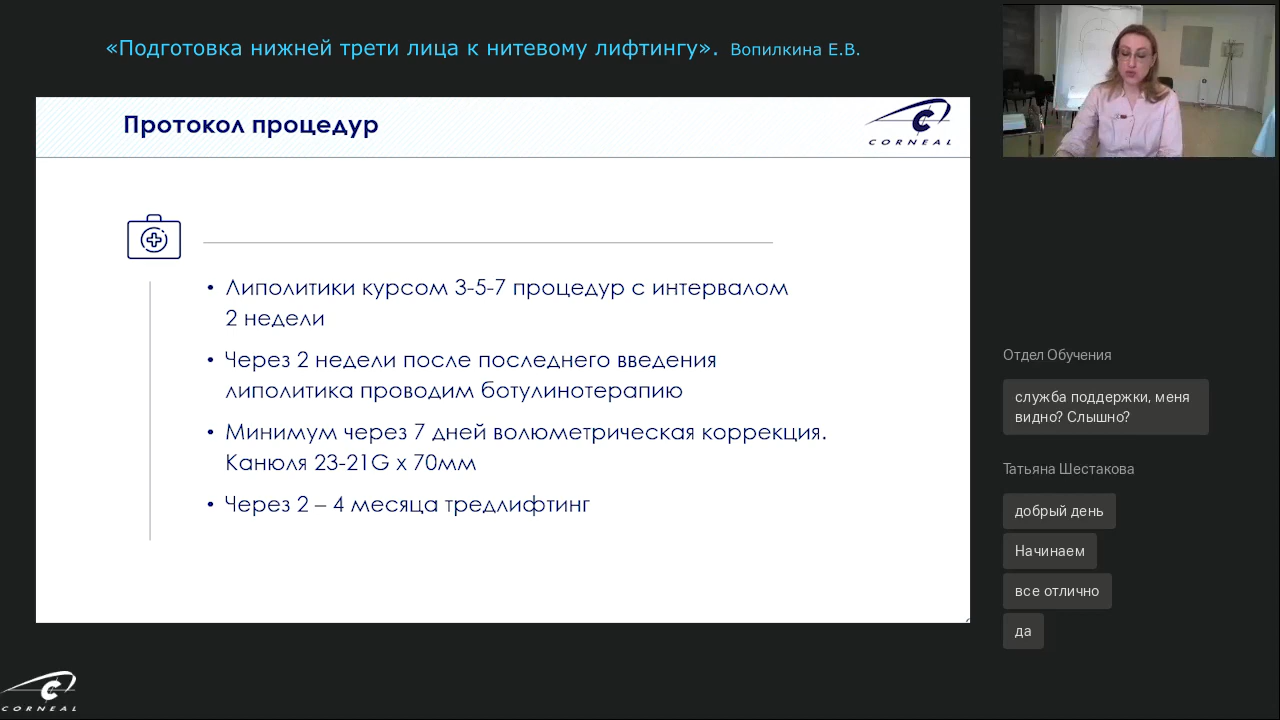 «Подготовка нижней трети лица к нитевому лифтингу». Вопилкина Е.В.
Протокол процедур
CORNEAL
• Липолитики курсом 3-5-7 процедур с интервалом
2 недели
• Через 2 недели после последнего введения
липолитика проводим ботулинотерапию
• Минимум через 7 дней волюметрическая коррекция.
Канюля 23-21G x 70мм
• Через 2 – 4 месяца тредлифтинг
Отдел Обучения
служба поддержки, меня
видно? Слышно?
Татьяна Шестакова
добрый день
Начинаем
все отлично
да
CORNEAL